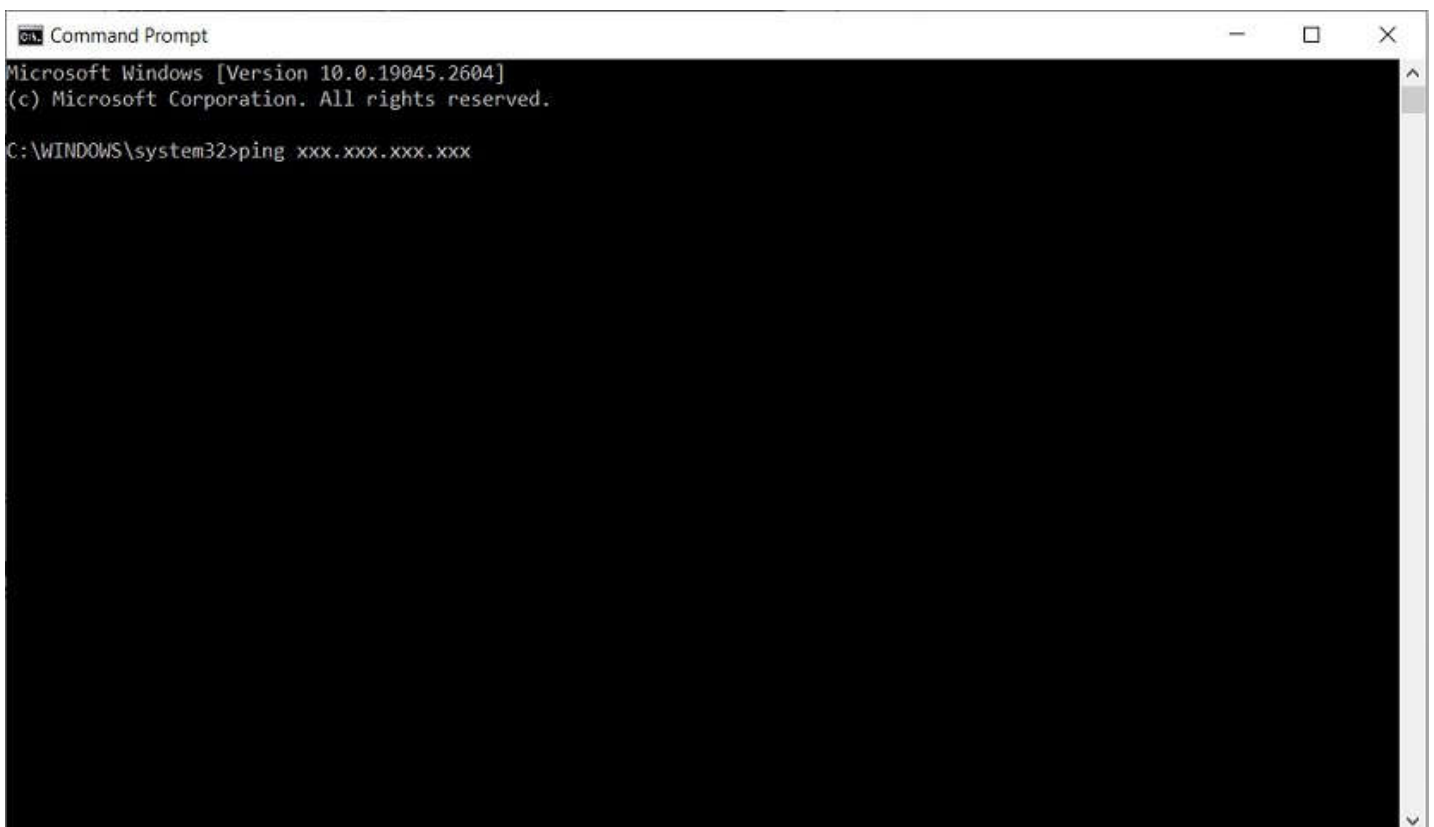 Command Prompt
Microsoft Windows [Version 10.0.19045.2604]
(c) Microsoft Corporation. All rights reserved.
C:\WINDOWS\system32>ping xxx.xxx.xxx.xxx